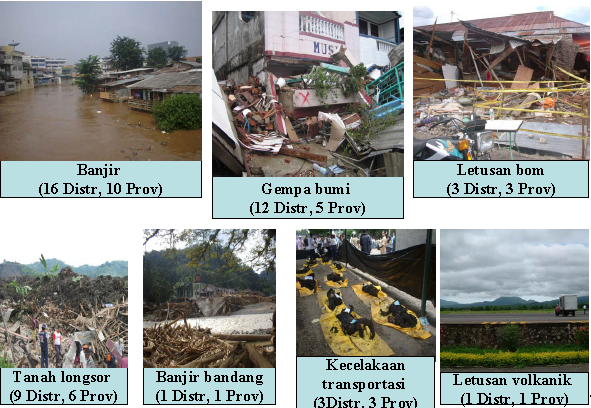 MUSI
Banjir
(16 Distr, 10 Prov)
Gempa bumi
(12 Distr, 5 Prov)
Letusan bom
(3 Distr, 3 Prov)
Tanah longsor
(9 Distr, 6 Prov)
Banjir bandang
(1 Distr, 1 Prov)
Kecelakaan
transportasi
(3Distr, 3 Prov)
Letusan volkanik
(1 Distr, 1 Prov)